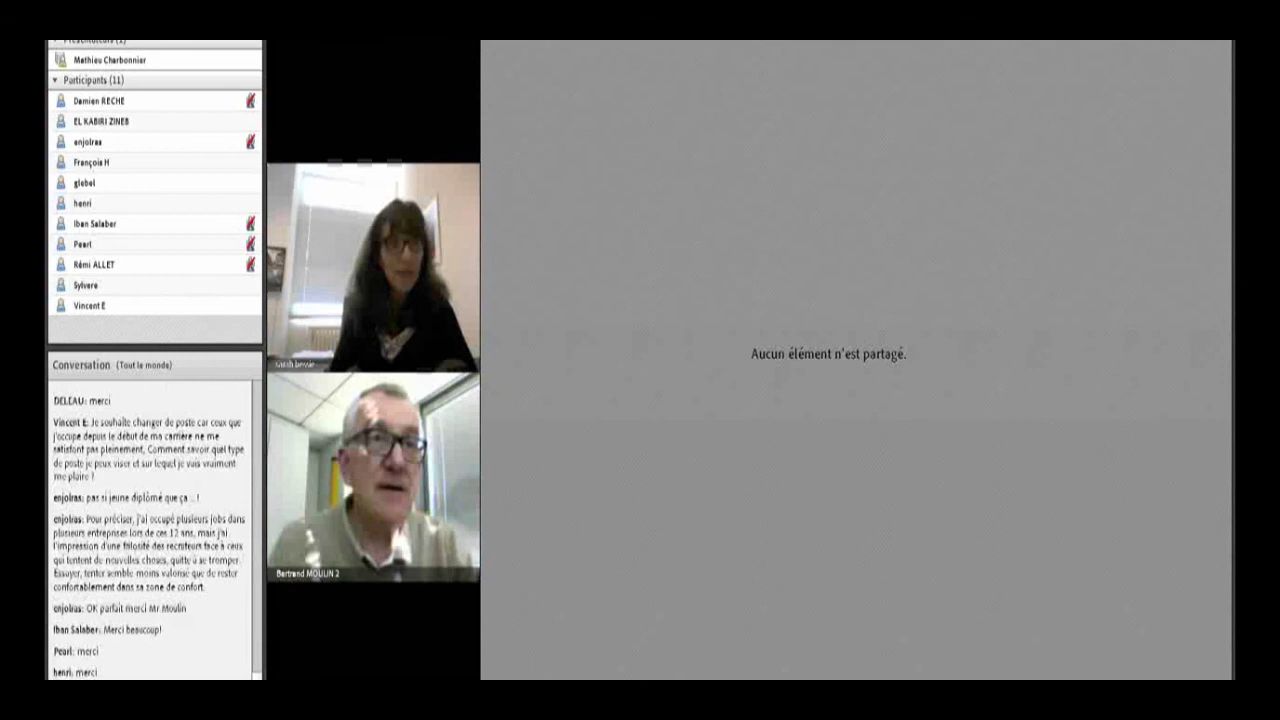 Présentateurs (1)
Mathieu Charbonnier
Participants (11)
Damien RECHE
EL KABIRI ZINEB
enjolras
François H
glebel
henri
Iban Salaber
Pearl
Rémi ALLET
Sylvere
Vincent E
Conversation (Tout le monde)
DELEAU: merci
Vincent E: Je souhaite changer de poste car ceux que
j'occupe depuis le début de ma carrière ne me
satisfont pas pleinement, Comment savoir quel type
de poste je peux viser et sur lequel je vais vraiment
me plaire ?
enjolras: pas si jeune diplômé que ça ...!
enjolras: Pour préciser, j'ai occupé plusieurs jobs dans
plusieurs entreprises lors de ces 12 ans, mais j'ai
l'impression d'une frilosité des recruteurs face à ceux
qui tentent de nouvelles choses, quitte à se tromper.
Essayer, tenter semble moins valorisé que de rester
confortablement dans sa zone de confort.
enjolras: OK parfait merci Mr Moulin
Iban Salaber: Merci beaucoup!
Pearl: merci
henri: merci
Bertrand MOULIN 2
Aucun élément n'est partagé.